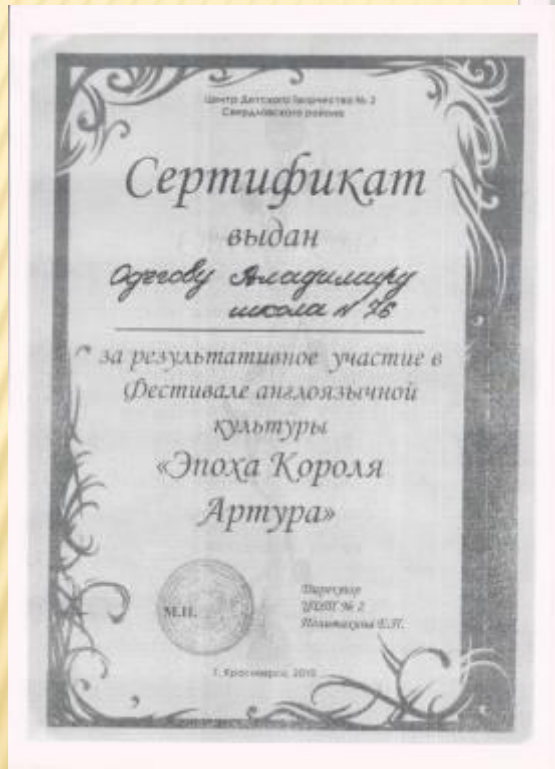 Центр Детского Творчества № 2
Свердловского района
Сертификат
выдан
Владимиру
школа № 76
за результативное участие в
Фестивале англоязычной
культуры
«Эпоха Короля
Артура»
М.П.
Директор
ЦДТ № 2
Е.П.
г. Красноярск, 2010